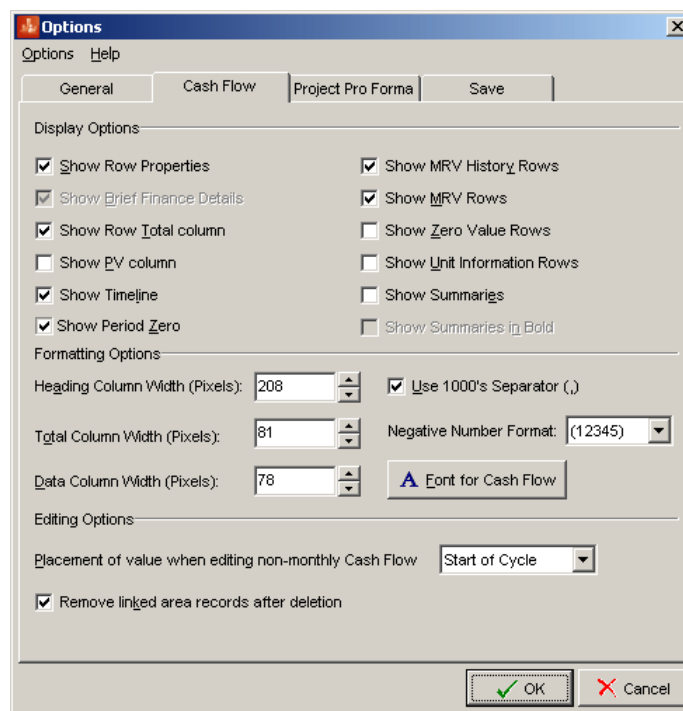 Options
Options Help
General Cash Flow Project Pro Forma Save
Display Options
Show Row Properties Show MRV History Rows
Show Brief Finance Details Show MRV Rows
Show Row Total column Show Zero Value Rows
Show PV column Show Unit Information Rows
Show Timeline Show Summaries
Show Period Zero Show Summaries in Bold
Formatting Options
Heading Column Width (Pixels): 208 Use 1000's Separator (,)
Total Column Width (Pixels): 81 Negative Number Format: (12345)
Data Column Width (Pixels): 78 A Font for Cash Flow
Editing Options
Placement of value when editing non-monthly Cash Flow Start of Cycle
Remove linked area records after deletion
OK Cancel